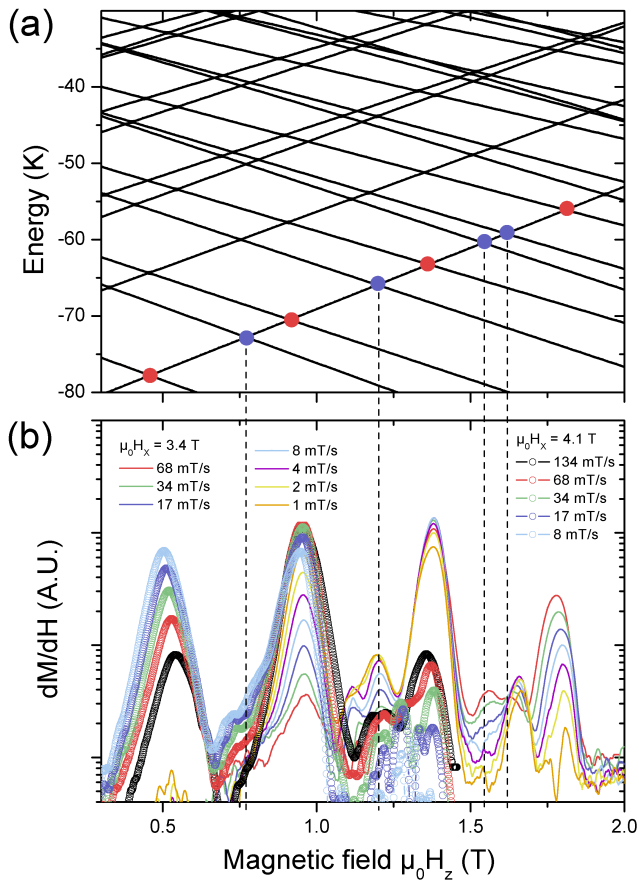 (a)
-40
-50
-60
-70
-80
Energy (K)
(b)
μ₀Hₓ = 3.4 T
68 mT/s
34 mT/s
17 mT/s
8 mT/s
4 mT/s
2 mT/s
1 mT/s
μ₀Hₓ = 4.1 T
134 mT/s
68 mT/s
34 mT/s
17 mT/s
8 mT/s
dM/dH (A.U.)
0.5 1.0 1.5 2.0
Magnetic field μ₀H_z (T)